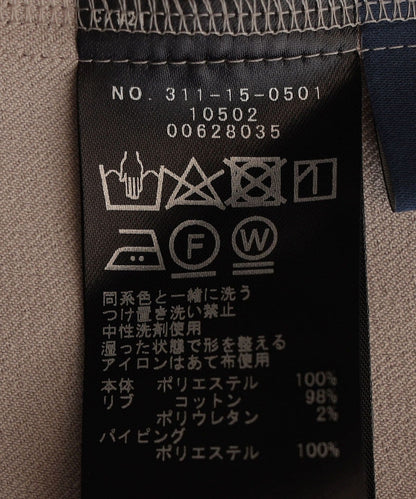 NO. 311-15-0501
10502
00628035
F W
同系色と一緒に洗う
つけ置き洗い禁止
中性洗剤使用
湿った状態で形を整える
アイロンはあて布使用
本体 ポリエステル 100%
リブ コットン 98%
ポリウレタン 2%
パイピング
ポリエステル 100%